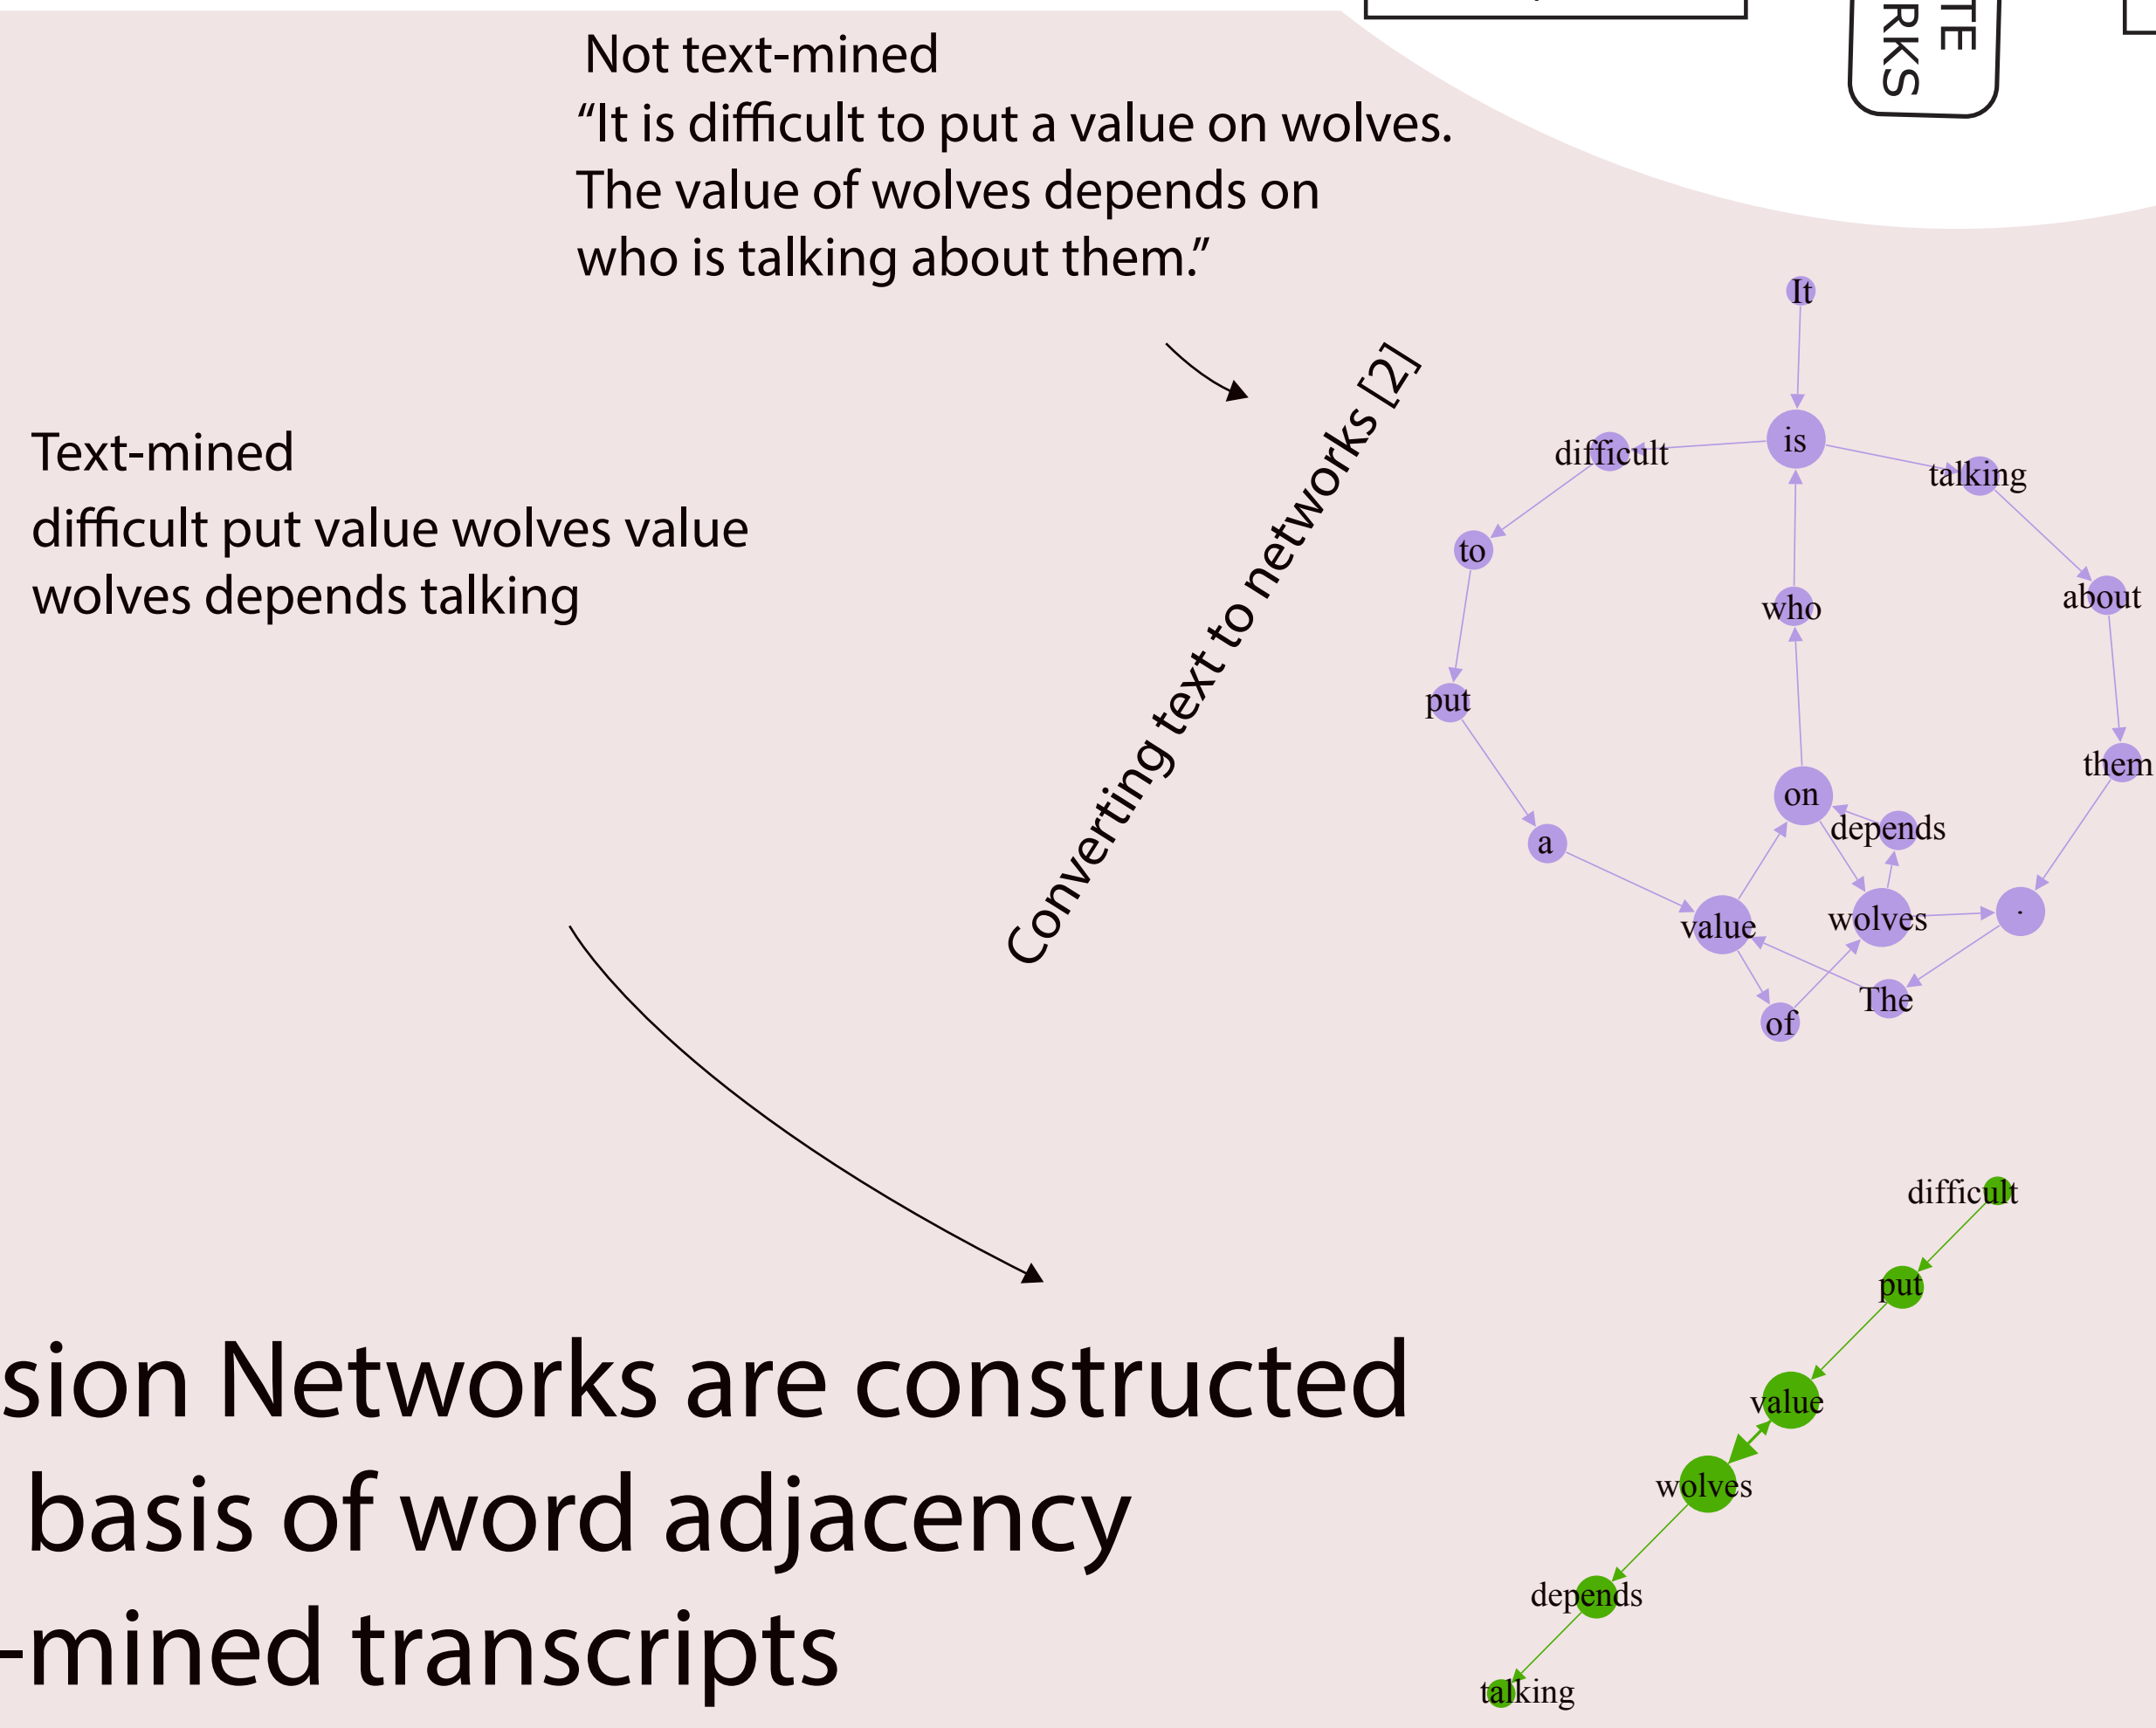 TE
RKS
Not text-mined
“It is difficult to put a value on wolves.
The value of wolves depends on
who is talking about them.”
Text-mined
difficult put value wolves value
wolves depends talking
Converting text to networks [2]
It
is
difficult
talking
to
who
about
put
them
on
depends
a
value
wolves
.
The
of
difficult
put
value
wolves
depends
talking
sion Networks are constructed
basis of word adjacency
-mined transcripts